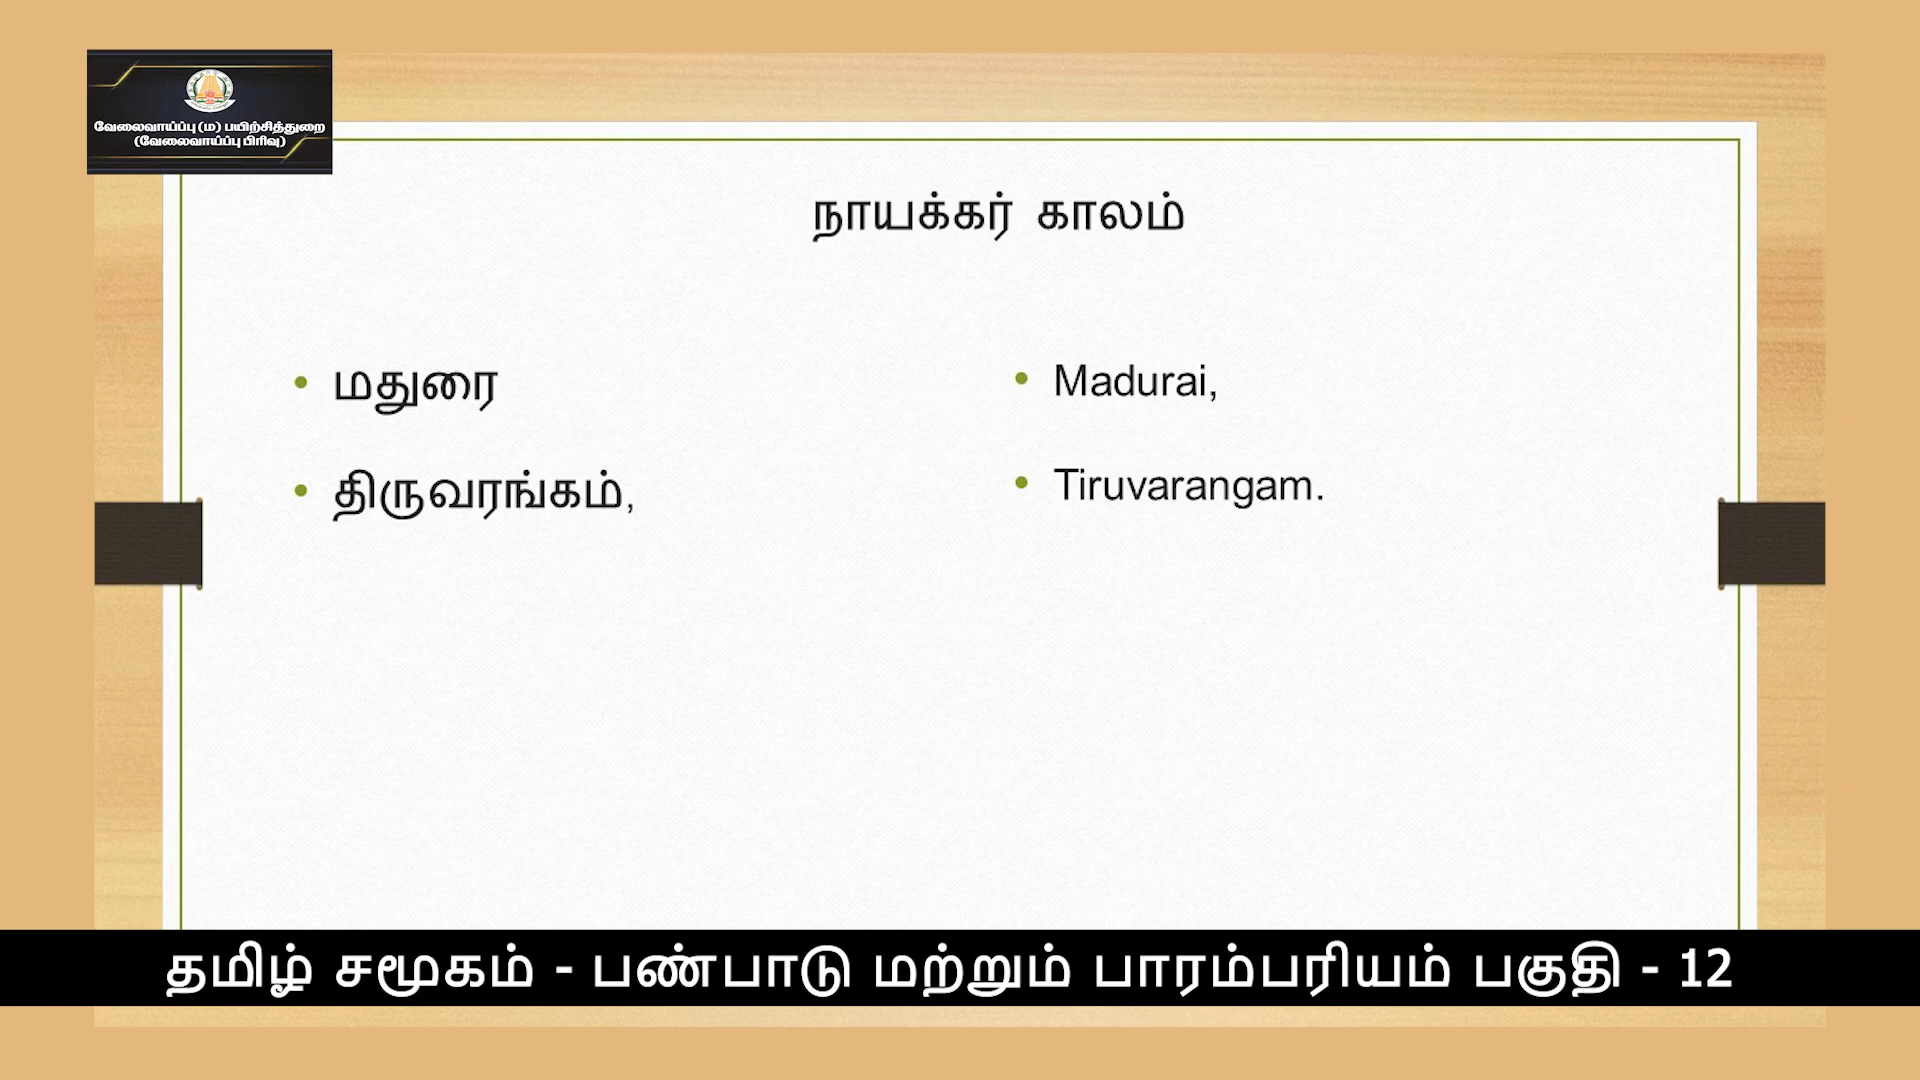 வேலைவாய்ப்பு (ம) பயிற்சித்துறை
(வேலைவாய்ப்பு பிரிவு)
நாயக்கர் காலம்
• மதுரை
• திருவரங்கம்,
• Madurai,
• Tiruvarangam.
தமிழ் சமூகம் - பண்பாடு மற்றும் பாரம்பரியம் பகுதி - 12